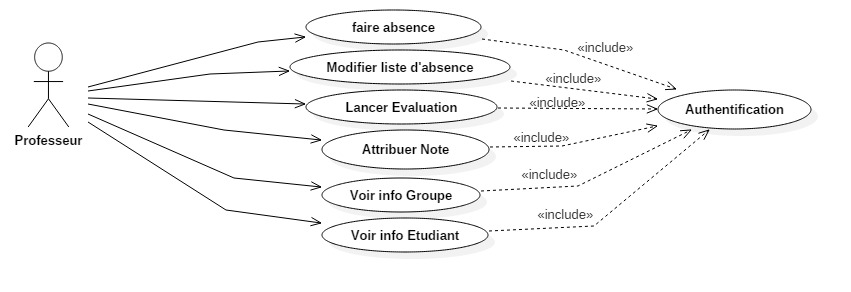 faire absence
«include»
Modifier liste d'absence
«include»
Lancer Evaluation
«include»
Authentification
Professeur
Attribuer Note
«include»
Voir info Groupe
«include»
Voir info Etudiant
«include»